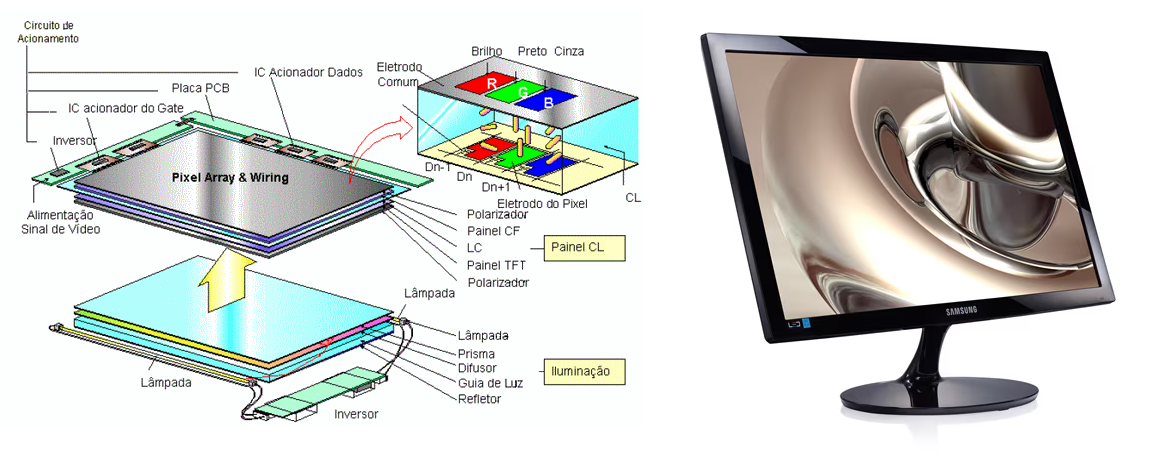 Circuito de
Acionamento
IC Acionador Dados
Placa PCB
IC acionador do Gate
Inversor
Pixel Array & Wiring
Alimentação
Sinal de Vídeo
Brilho Preto Cinza
Eletrodo
Comum
R
G
B
Dn-1
Dn
Dn+1
Eletrodo do Pixel
CL
Polarizador
Painel CF
LC
Painel TFT
Polarizador
Painel CL
Lâmpada
Lâmpada
Prisma
Difusor
Guia de Luz
Refletor
Iluminação
Lâmpada
Inversor
SAMSUNG
LED